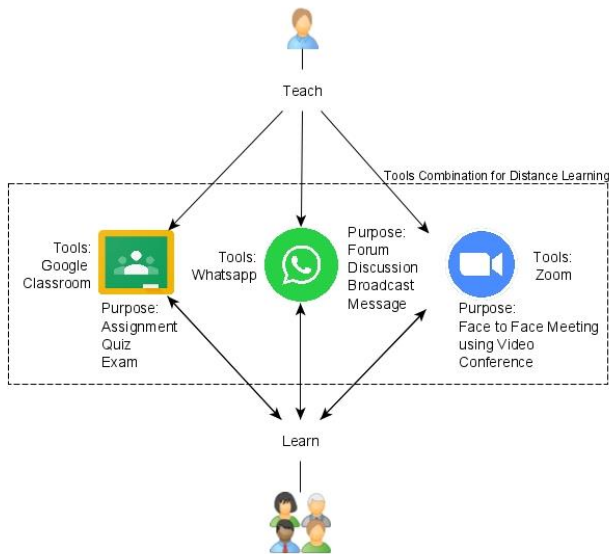 Teach
Tools Combination for Distance Learning
Tools:
Google
Classroom
Purpose:
Assignment
Quiz
Exam
Tools:
Whatsapp
Purpose:
Forum
Discussion
Broadcast
Message
Tools:
Zoom
Purpose:
Face to Face Meeting
using Video
Conference
Learn